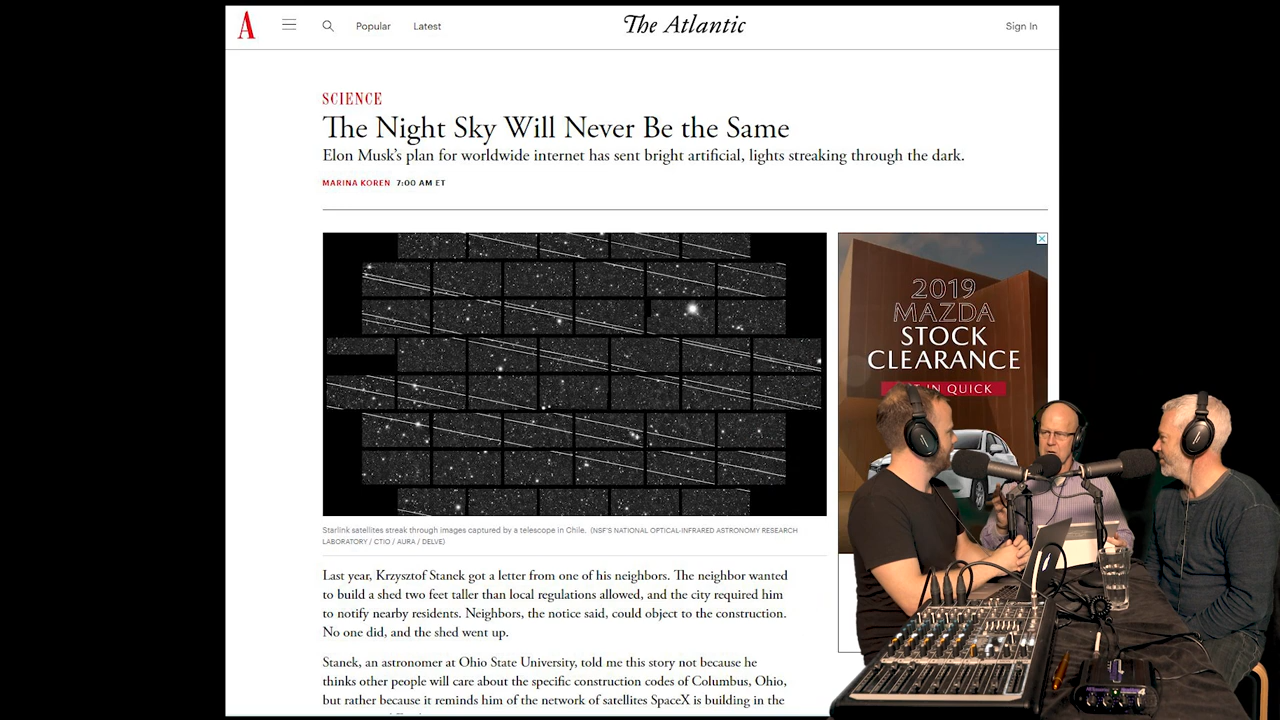 A
Popular
Latest
The Atlantic
Sign In
SCIENCE
The Night Sky Will Never Be the Same
Elon Musk's plan for worldwide internet has sent bright artificial, lights streaking through the dark.
MARINA KOREN 7:00 AM ET
2019
MAZDA
STOCK
CLEARANCE
IN QUICK
Starlink satellites streak through images captured by a telescope in Chile. (NSF'S NATIONAL OPTICAL-INFRARED ASTRONOMY RESEARCH
LABORATORY / CTIO / AURA / DELVE)
Last year, Krzysztof Stanek got a letter from one of his neighbors. The neighbor wanted
to build a shed two feet taller than local regulations allowed, and the city required him
to notify nearby residents. Neighbors, the notice said, could object to the construction.
No one did, and the shed went up.
Stanek, an astronomer at Ohio State University, told me this story not because he
thinks other people will care about the specific construction codes of Columbus, Ohio,
but rather because it reminds him of the network of satellites SpaceX is building in the